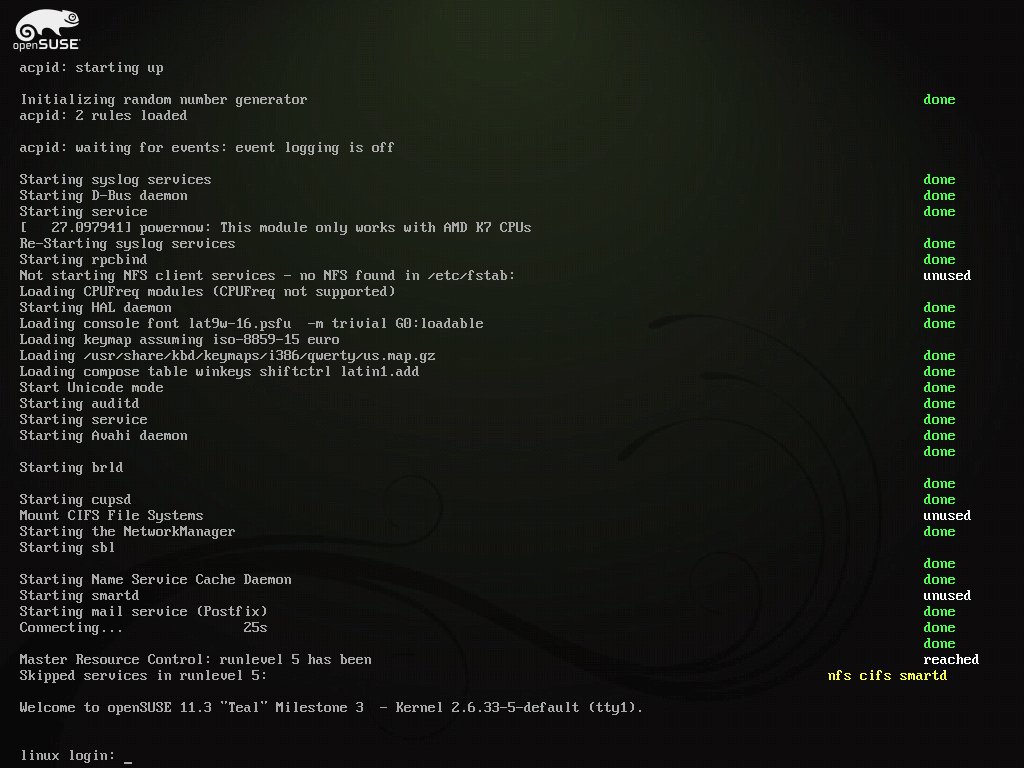 openSUSE
acpid: starting up
Initializing random number generator done
acpid: 2 rules loaded
acpid: waiting for events: event logging is off
Starting syslog services done
Starting D-Bus daemon done
Starting service done
[   27.097941] powernow: This module only works with AMD K7 CPUs
Re-Starting syslog services done
Starting rpcbind done
Not starting NFS client services - no NFS found in /etc/fstab: unused
Loading CPUFreq modules (CPUFreq not supported)
Starting HAL daemon done
Loading console font lat9w-16.psfu  -m trivial G0:loadable done
Loading keymap assuming iso-8859-15 euro
Loading /usr/share/kbd/keymaps/i386/qwerty/us.map.gz done
Loading compose table winkeys shiftctrl latin1.add done
Start Unicode mode done
Starting auditd done
Starting service done
Starting Avahi daemon done
done
Starting brld
done
Starting cupsd done
Mount CIFS File Systems unused
Starting the NetworkManager done
Starting sbl
done
Starting Name Service Cache Daemon done
Starting smartd unused
Starting mail service (Postfix) done
Connecting... 25s done
done
Master Resource Control: runlevel 5 has been reached
Skipped services in runlevel 5: nfs cifs smartd
Welcome to openSUSE 11.3 "Teal" Milestone 3  - Kernel 2.6.33-5-default (tty1).
linux login: _